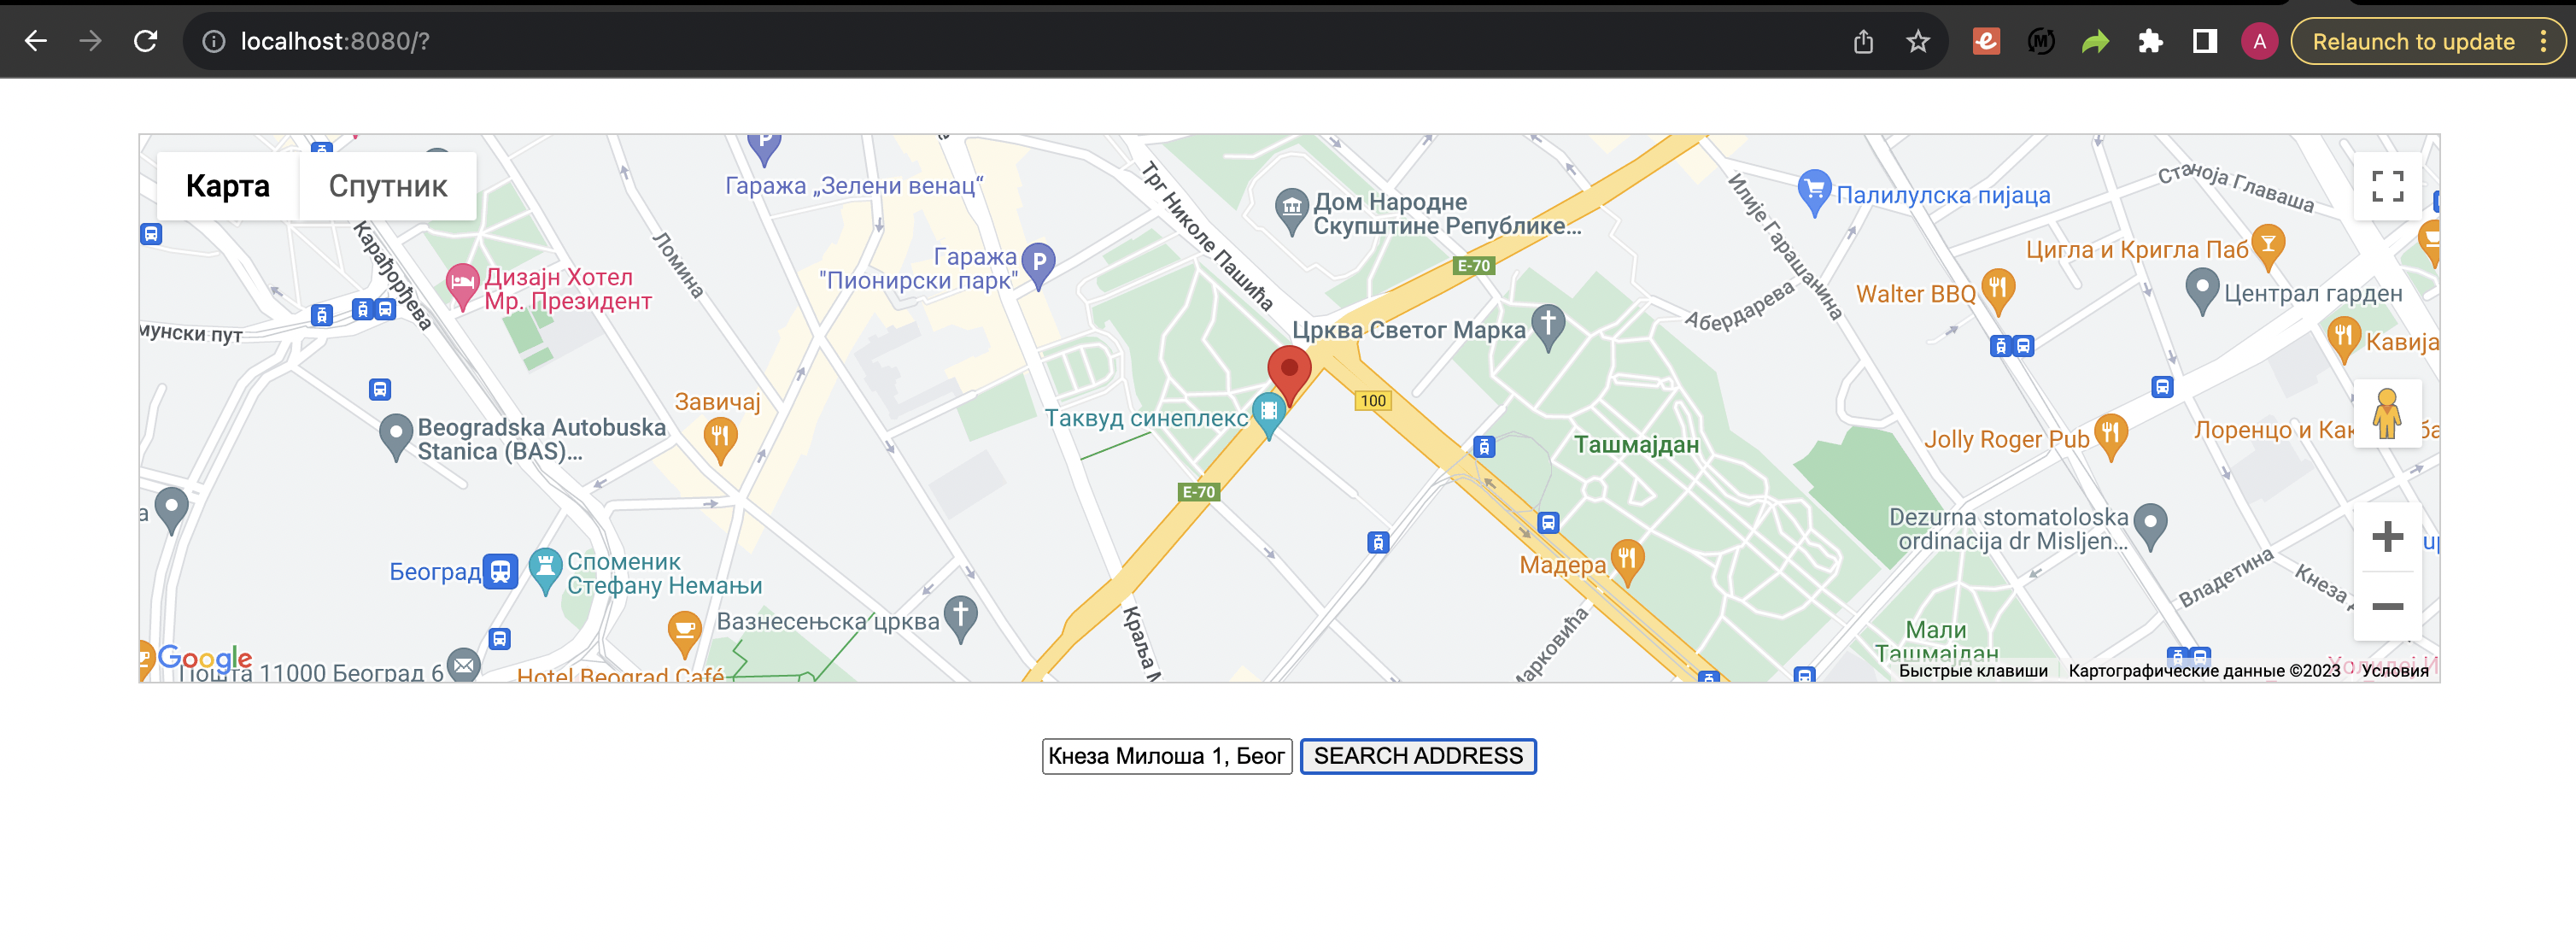 localhost:8080/?
A
Relaunch to update
Карта
Спутник
Гаража „Зелени венац“
Трг Николе Пашића
Дом Народне
Скупштине Републике...
Илије Гарашанина
Палилулска пијаца
Станоја Главаша
Карађорђева
Ломина
Гаража
"Пионирски парк"
E-70
Цигла и Кригла Паб
Дизајн Хотел
Мр. Президент
Walter BBQ
Централ гарден
Абердарева
мунски пут
Црква Светог Марка
Кавија
Завичај
100
Таквуд синеплекс
Beogradska Autobuska
Stanica (BAS)...
Ташмајдан
Jolly Roger Pub
Лоренцо и Как
ба
E-70
а
Dezurna stomatoloska
ordinacija dr Misljen...
Београд
Споменик
Стефану Немањи
Мадера
Владетина
Кнеза
Вазнесењска црква
Краља М
Марковића
Мали
Ташмајдан
Google
Пошта 11000 Београд 6
Hotel Beograd Café
Быстрые клавиши
Картографические данные ©2023
Условия
Кнеза Милоша 1, Беог
SEARCH ADDRESS